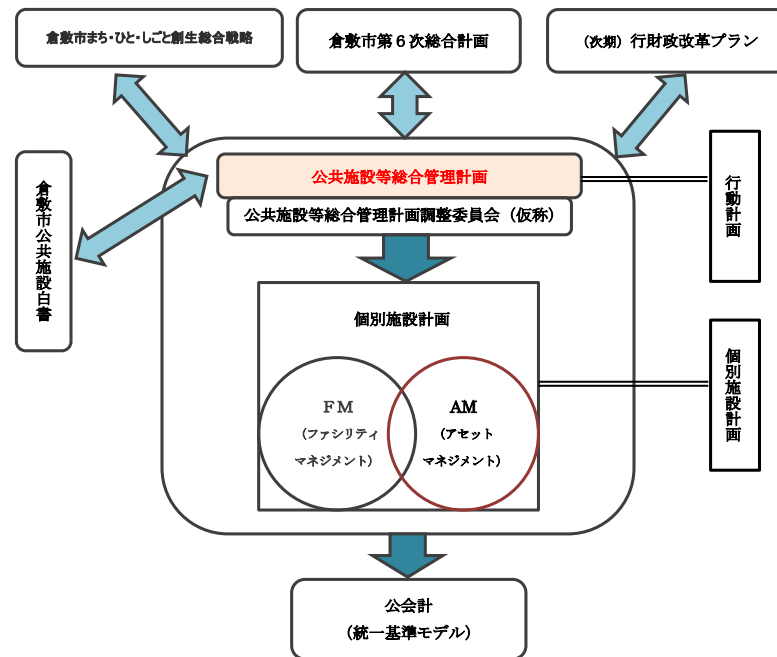 倉敷市まち・ひと・しごと創生総合戦略
倉敷市第6次総合計画
(次期)行財政改革プラン
公共施設等総合管理計画
公共施設等総合管理計画調整委員会(仮称)
倉敷市公共施設白書
行動計画
個別施設計画
個別施設計画
FM
(ファシリティ
マネジメント)
AM
(アセット
マネジメント)
公会計
(統一基準モデル)